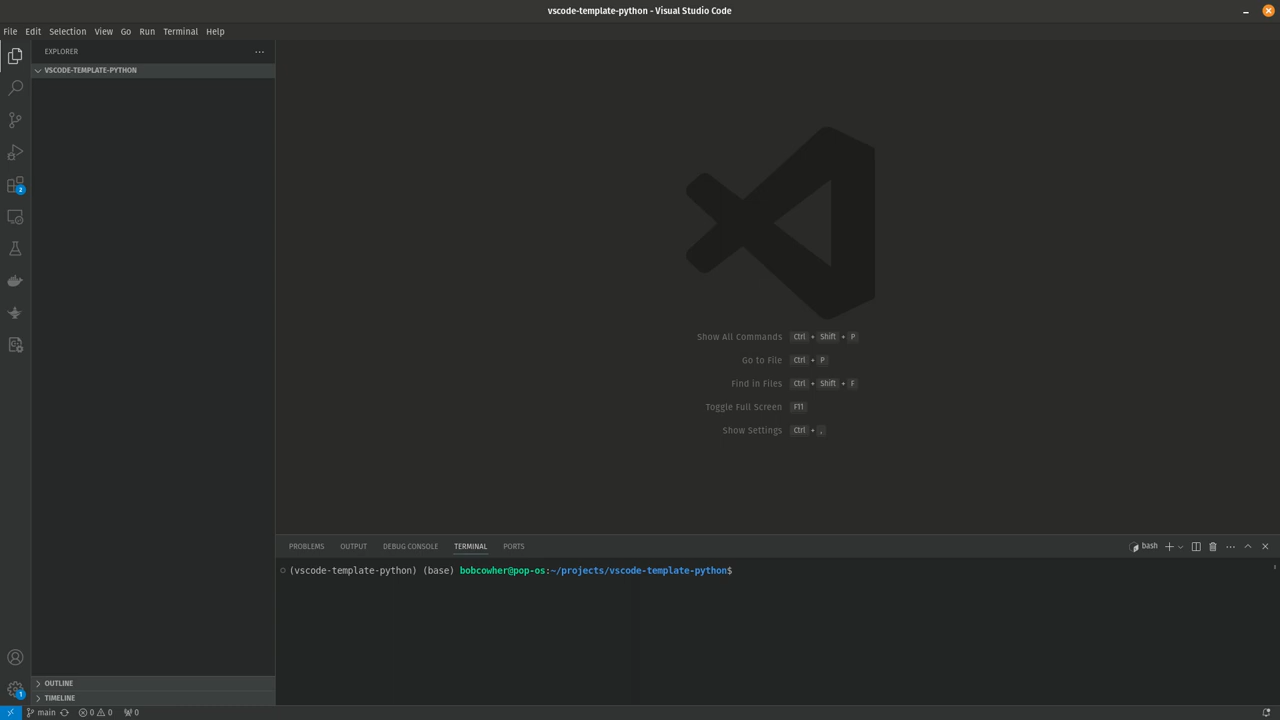 vscode-template-python - Visual Studio Code
File Edit Selection View Go Run Terminal Help
EXPLORER
VSCODE-TEMPLATE-PYTHON
2
Show All Commands Ctrl + Shift + P
Go to File Ctrl + P
Find in Files Ctrl + Shift + F
Toggle Full Screen F11
Show Settings Ctrl + ,
PROBLEMS OUTPUT DEBUG CONSOLE TERMINAL PORTS bash
(vscode-template-python) (base) bobcowher@pop-os:~/projects/vscode-template-python$
OUTLINE
1
TIMELINE
main 0 0 0